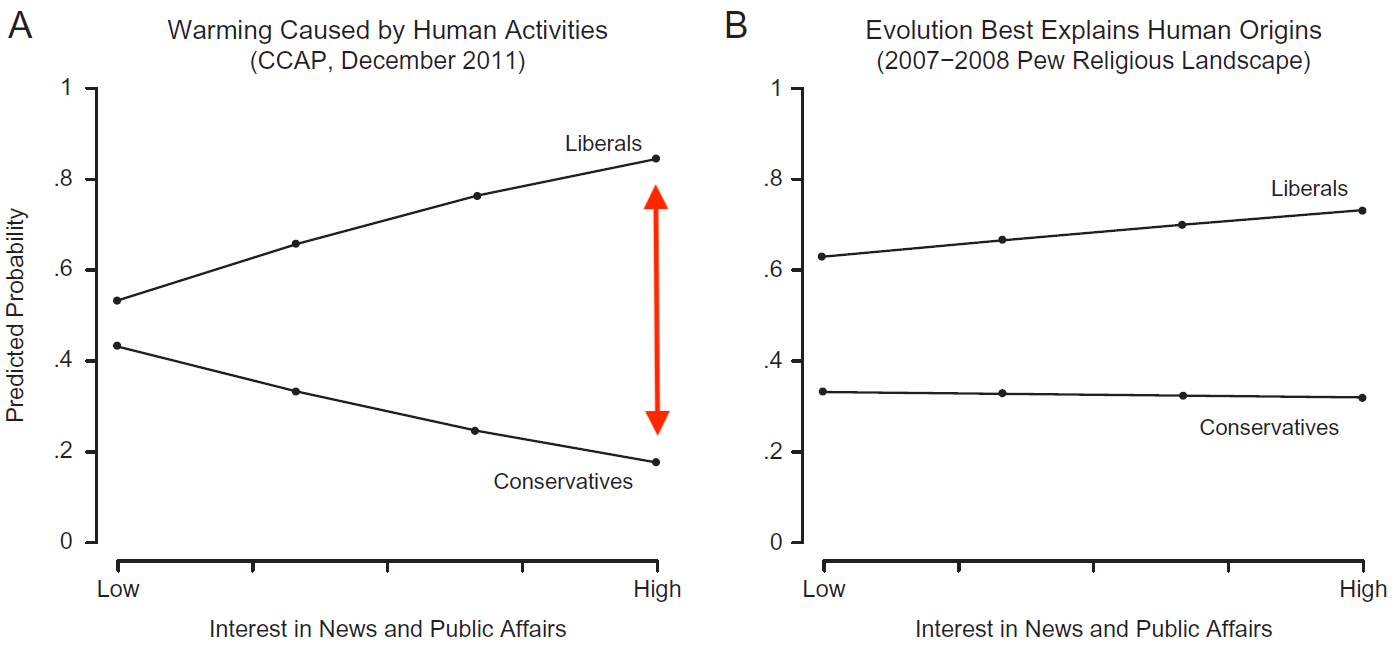 A
Warming Caused by Human Activities
(CCAP, December 2011)
Predicted Probability
1
.8
.6
.4
.2
0
Liberals
Conservatives
Low
High
Interest in News and Public Affairs
B
Evolution Best Explains Human Origins
(2007−2008 Pew Religious Landscape)
1
.8
.6
.4
.2
0
Liberals
Conservatives
Low
High
Interest in News and Public Affairs